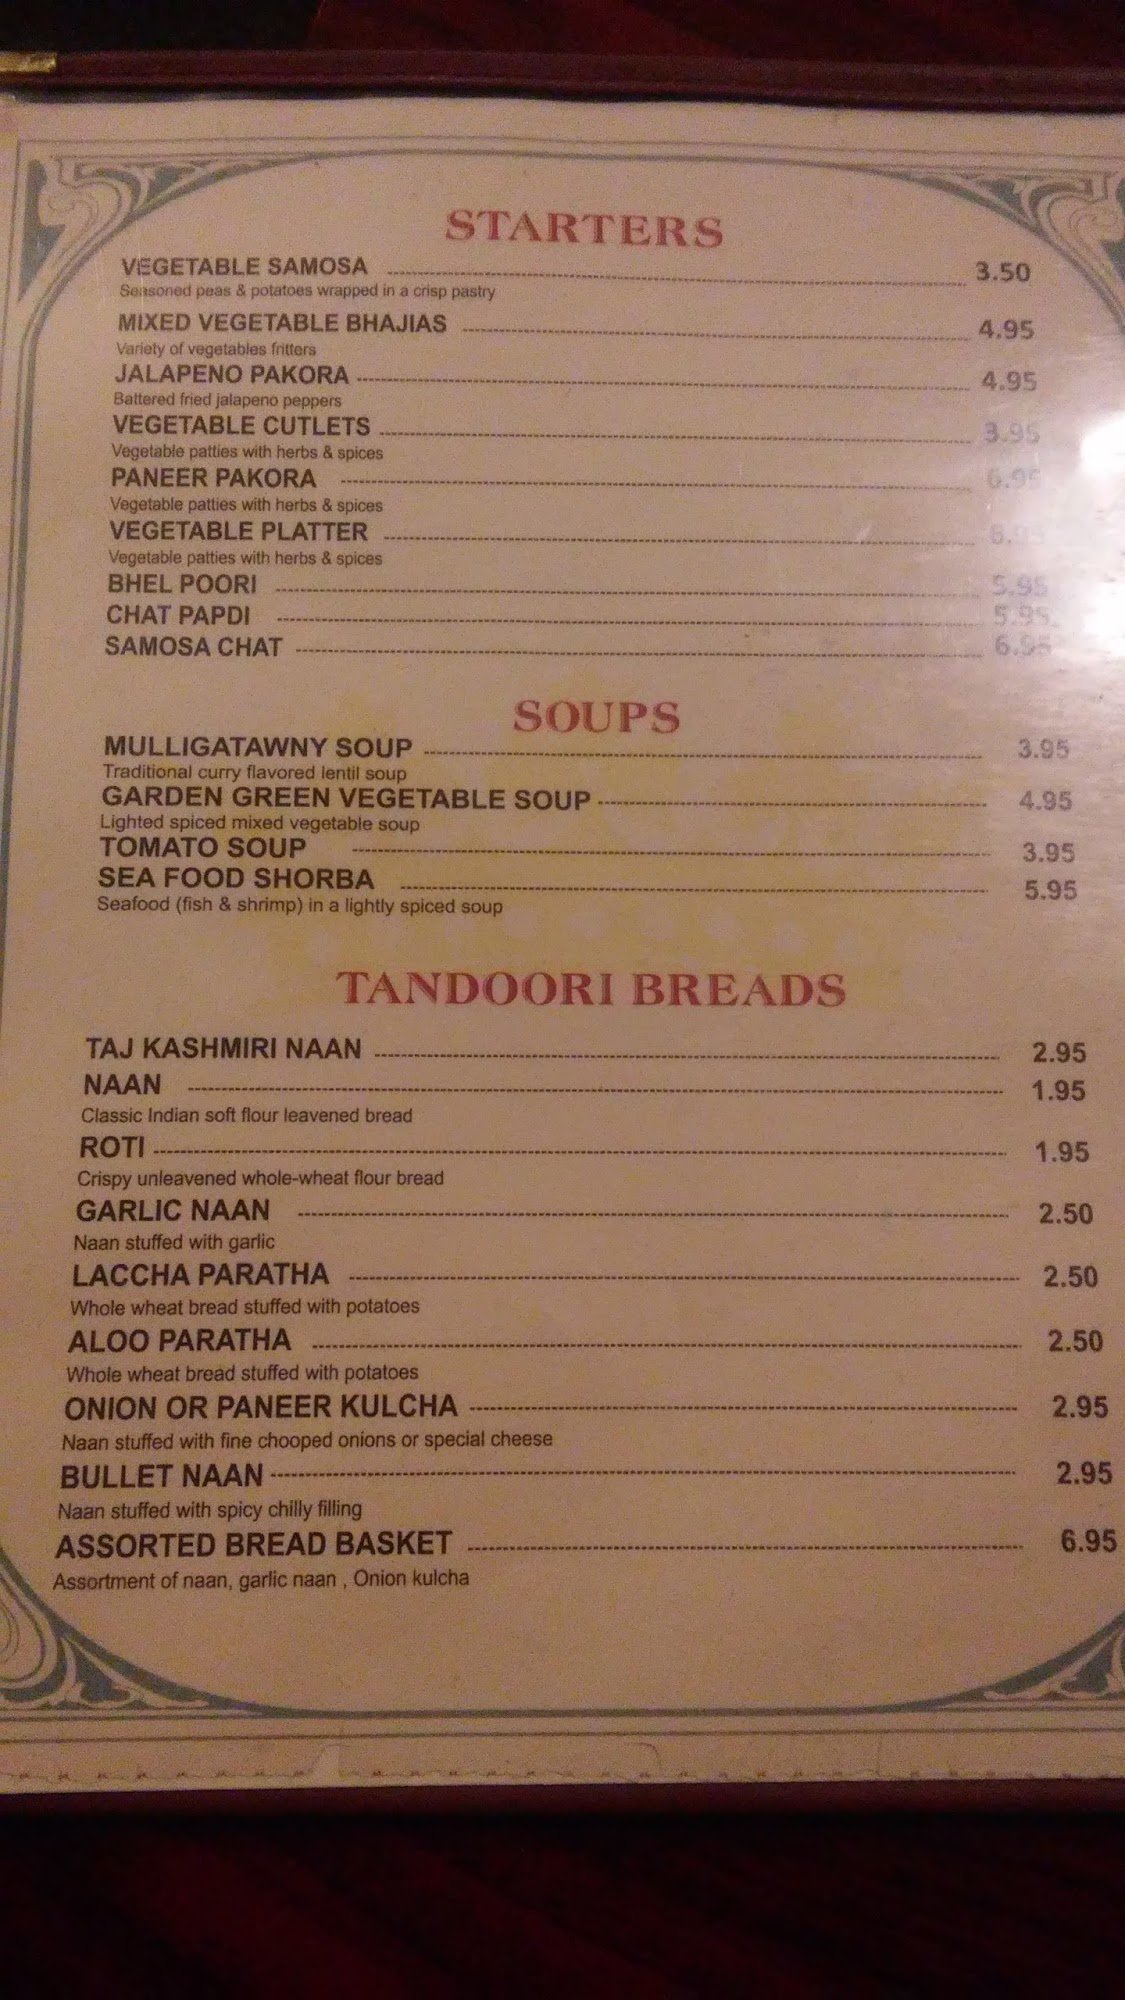 STARTERS
VEGETABLE SAMOSA 3.50
Seasoned peas & potatoes wrapped in a crisp pastry
MIXED VEGETABLE BHAJIAS 4.95
Variety of vegetables fritters
JALAPENO PAKORA 4.95
Battered fried jalapeno peppers
VEGETABLE CUTLETS 3.95
Vegetable patties with herbs & spices
PANEER PAKORA 6.95
Vegetable patties with herbs & spices
VEGETABLE PLATTER
Vegetable patties with herbs & spices
BHEL POORI 5.95
CHAT PAPDI 5.95
SAMOSA CHAT 6.95
SOUPS
MULLIGATAWNY SOUP 3.95
Traditional curry flavored lentil soup
GARDEN GREEN VEGETABLE SOUP 4.95
Lighted spiced mixed vegetable soup
TOMATO SOUP 3.95
SEA FOOD SHORBA 5.95
Seafood (fish & shrimp) in a lightly spiced soup
TANDOORI BREADS
TAJ KASHMIRI NAAN 2.95
NAAN 1.95
Classic Indian soft flour leavened bread
ROTI 1.95
Crispy unleavened whole-wheat flour bread
GARLIC NAAN 2.50
Naan stuffed with garlic
LACCHA PARATHA 2.50
Whole wheat bread stuffed with potatoes
ALOO PARATHA 2.50
Whole wheat bread stuffed with potatoes
ONION OR PANEER KULCHA 2.95
Naan stuffed with fine chooped onions or special cheese
BULLET NAAN 2.95
Naan stuffed with spicy chilly filling
ASSORTED BREAD BASKET 6.95
Assortment of naan, garlic naan , Onion kulcha